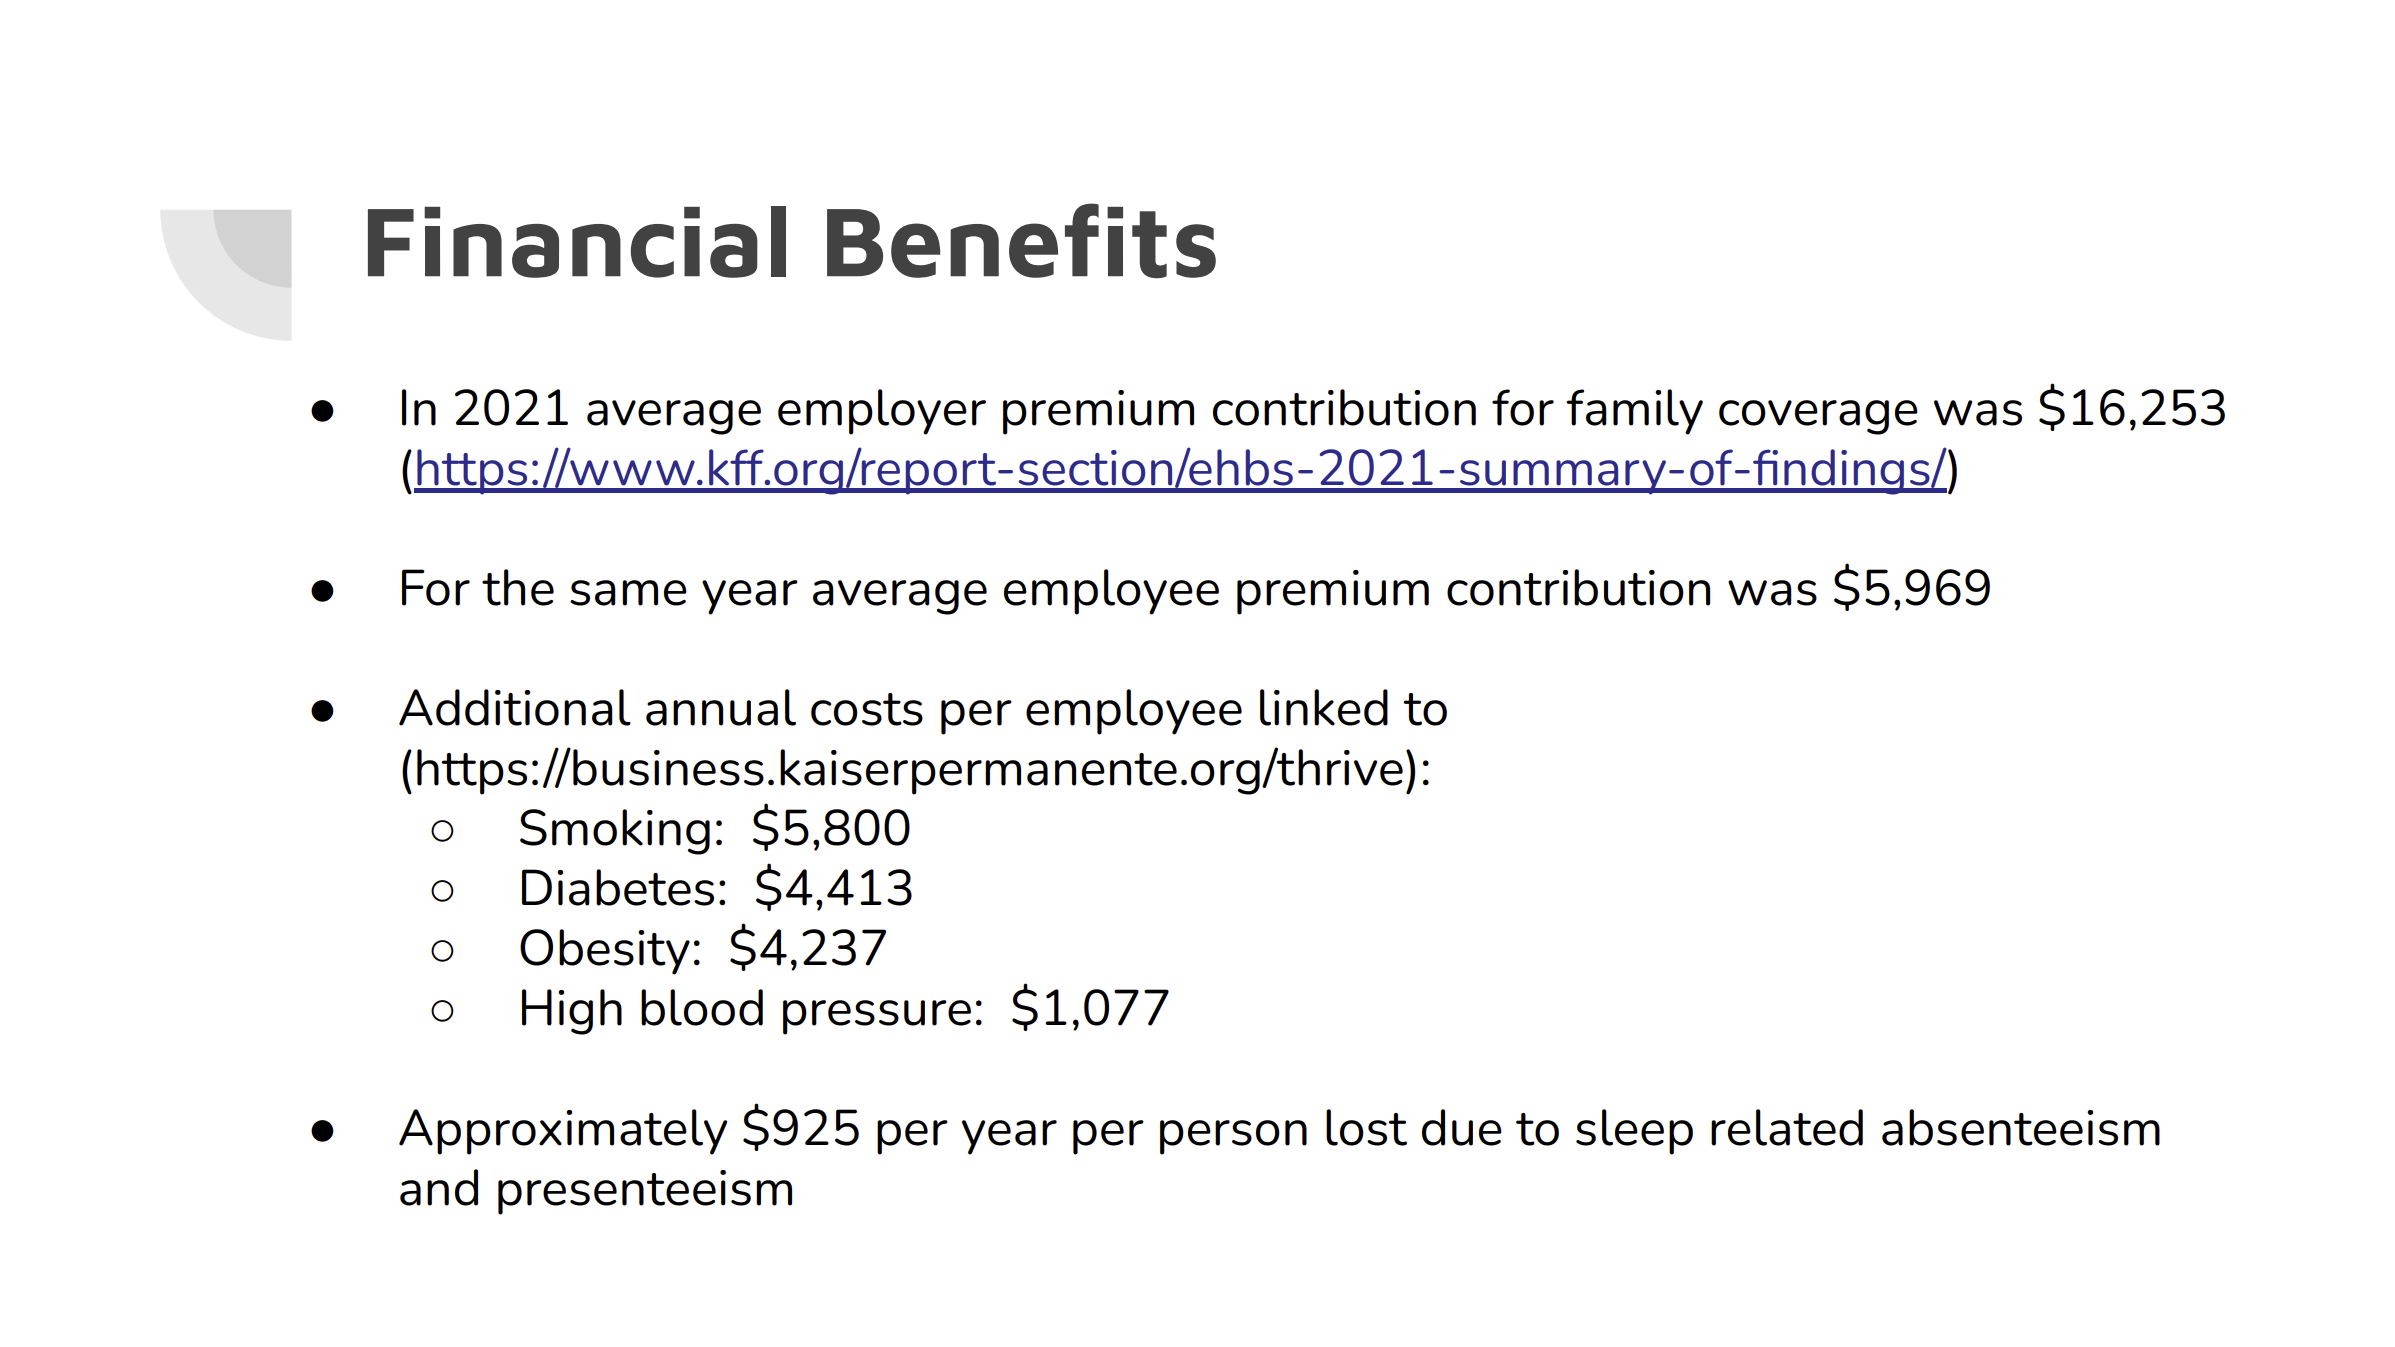 Financial Benefits
● In 2021 average employer premium contribution for family coverage was $16,253
(https://www.kff.org/report-section/ehbs-2021-summary-of-findings/)
● For the same year average employee premium contribution was $5,969
● Additional annual costs per employee linked to
(https://business.kaiserpermanente.org/thrive):
○ Smoking:  $5,800
○ Diabetes:  $4,413
○ Obesity:  $4,237
○ High blood pressure:  $1,077
● Approximately $925 per year per person lost due to sleep related absenteeism
and presenteeism